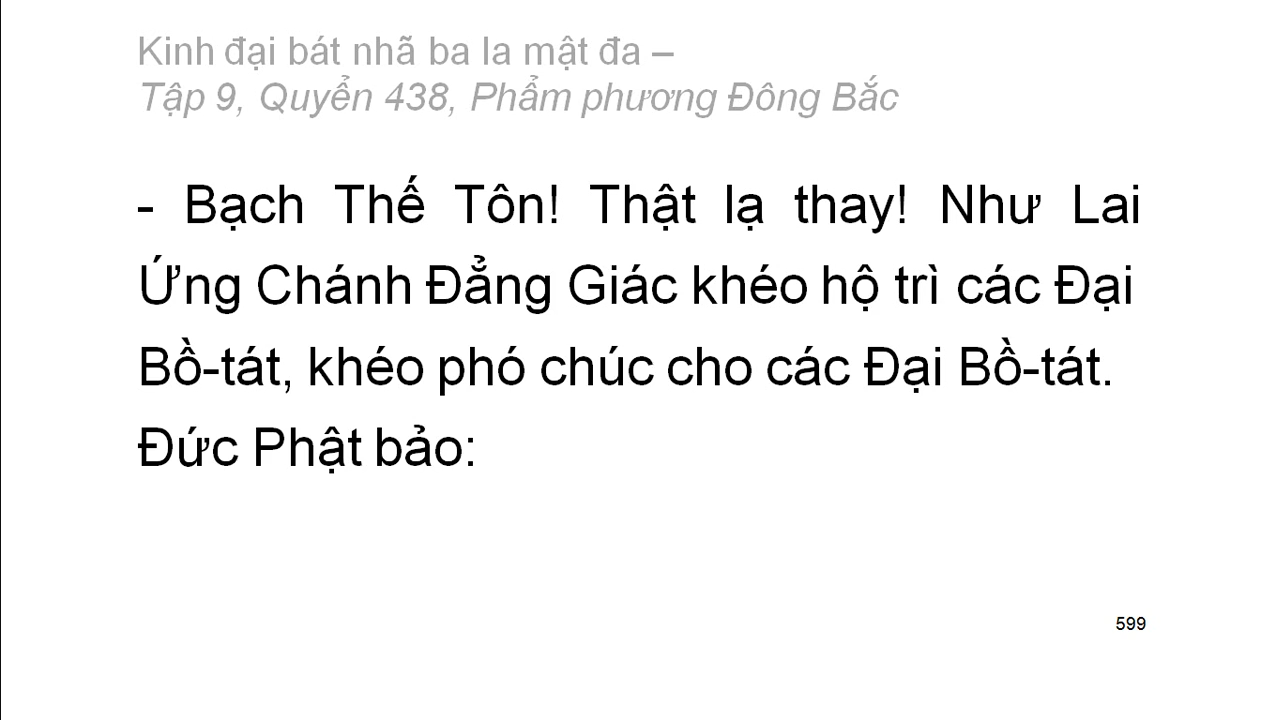 Kinh đại bát nhã ba la mật đa –
Tập 9, Quyển 438, Phẩm phương Đông Bắc
- Bạch Thế Tôn! Thật lạ thay! Như Lai
Ứng Chánh Đẳng Giác khéo hộ trì các Đại
Bồ-tát, khéo phó chúc cho các Đại Bồ-tát.
Đức Phật bảo:
599